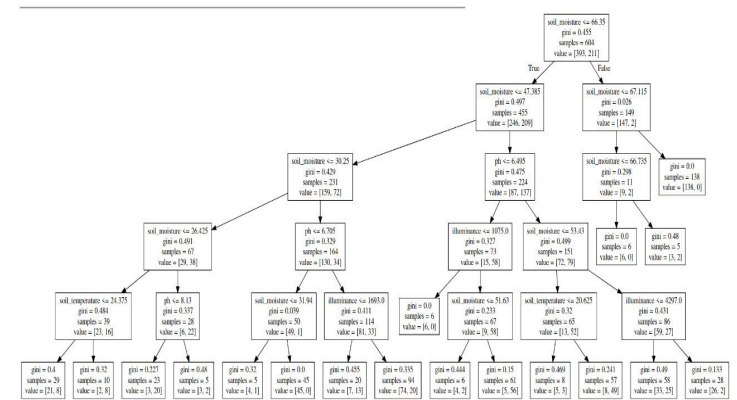 soil_moisture <= 66.35
gini = 0.455
samples = 604
value = [393, 211]
True
False
soil_moisture <= 47.385
gini = 0.497
samples = 455
value = [246, 209]
soil_moisture <= 67.115
gini = 0.026
samples = 149
value = [147, 2]
soil_moisture <= 30.25
gini = 0.429
samples = 231
value = [159, 72]
ph <= 6.495
gini = 0.475
samples = 224
value = [87, 137]
soil_moisture <= 66.735
gini = 0.298
samples = 11
value = [9, 2]
gini = 0.0
samples = 138
value = [138, 0]
soil_moisture <= 26.425
gini = 0.491
samples = 67
value = [29, 38]
ph <= 6.705
gini = 0.329
samples = 164
value = [130, 34]
illuminance <= 1075.0
gini = 0.327
samples = 73
value = [15, 58]
soil_moisture <= 53.43
gini = 0.499
samples = 151
value = [72, 79]
gini = 0.0
samples = 6
value = [6, 0]
gini = 0.48
samples = 5
value = [3, 2]
soil_temperature <= 24.375
gini = 0.484
samples = 39
value = [23, 16]
ph <= 8.13
gini = 0.337
samples = 28
value = [6, 22]
soil_moisture <= 31.94
gini = 0.039
samples = 50
value = [49, 1]
illuminance <= 1693.0
gini = 0.411
samples = 114
value = [81, 33]
gini = 0.0
samples = 6
value = [6, 0]
soil_moisture <= 51.63
gini = 0.233
samples = 67
value = [9, 58]
soil_temperature <= 20.625
gini = 0.32
samples = 65
value = [13, 52]
illuminance <= 4297.0
gini = 0.431
samples = 86
value = [59, 27]
gini = 0.4
samples = 29
value = [21, 8]
gini = 0.32
samples = 10
value = [2, 8]
gini = 0.227
samples = 23
value = [3, 20]
gini = 0.48
samples = 5
value = [3, 2]
gini = 0.32
samples = 5
value = [4, 1]
gini = 0.0
samples = 45
value = [45, 0]
gini = 0.455
samples = 20
value = [7, 13]
gini = 0.335
samples = 94
value = [74, 20]
gini = 0.444
samples = 6
value = [4, 2]
gini = 0.15
samples = 61
value = [5, 56]
gini = 0.469
samples = 8
value = [5, 3]
gini = 0.241
samples = 57
value = [8, 49]
gini = 0.49
samples = 58
value = [33, 25]
gini = 0.133
samples = 28
value = [26, 2]